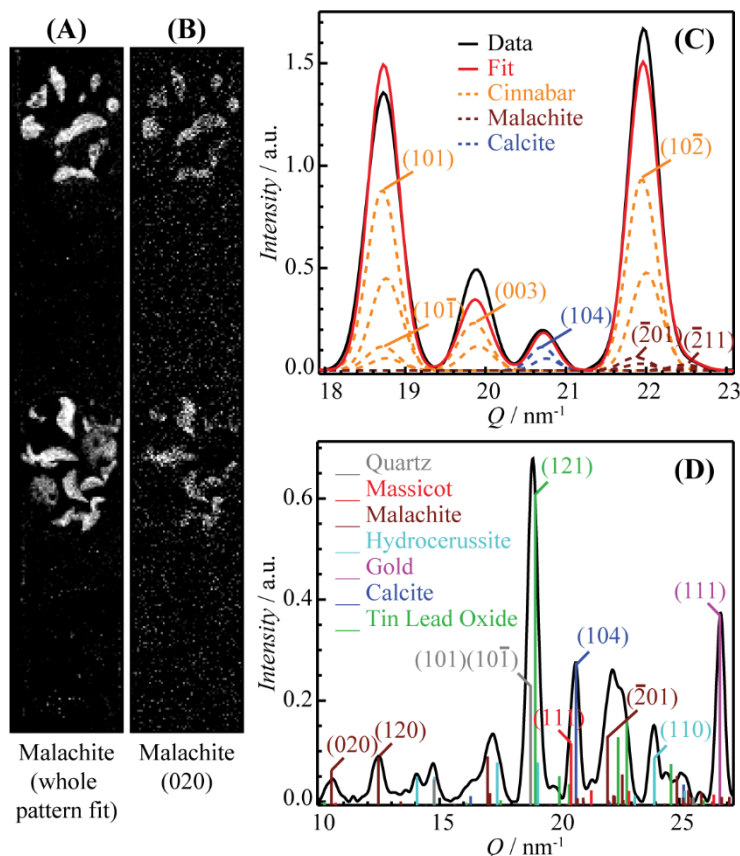 (A)
(B)
Malachite
(whole
pattern fit)
Malachite
(020)
(C)
Data
Fit
Cinnabar
Malachite
Calcite
(101)
(101̄)
(003)
(104)
(102̄)
(2̄01)
(2̄11)
Intensity / a.u.
1.5
1.0
0.5
0.0
18 19 20 21 22 23
Q / nm⁻¹
(D)
Quartz
Massicot
Malachite
Hydrocerussite
Gold
Calcite
Tin Lead Oxide
(121)
(111)
(101)(101̄)
(104)
(020)
(120)
(111)
(2̄01)
(110)
Intensity / a.u.
0.6
0.4
0.2
0.0
10 15 20 25
Q / nm⁻¹